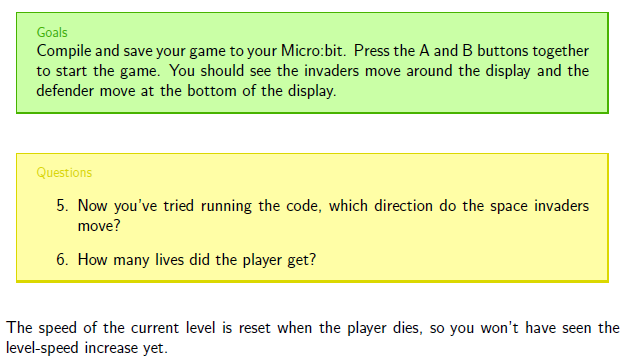 Goals
Compile and save your game to your Micro:bit. Press the A and B buttons together
to start the game. You should see the invaders move around the display and the
defender move at the bottom of the display.
Questions
5. Now you've tried running the code, which direction do the space invaders
move?
6. How many lives did the player get?
The speed of the current level is reset when the player dies, so you won't have seen the
level-speed increase yet.